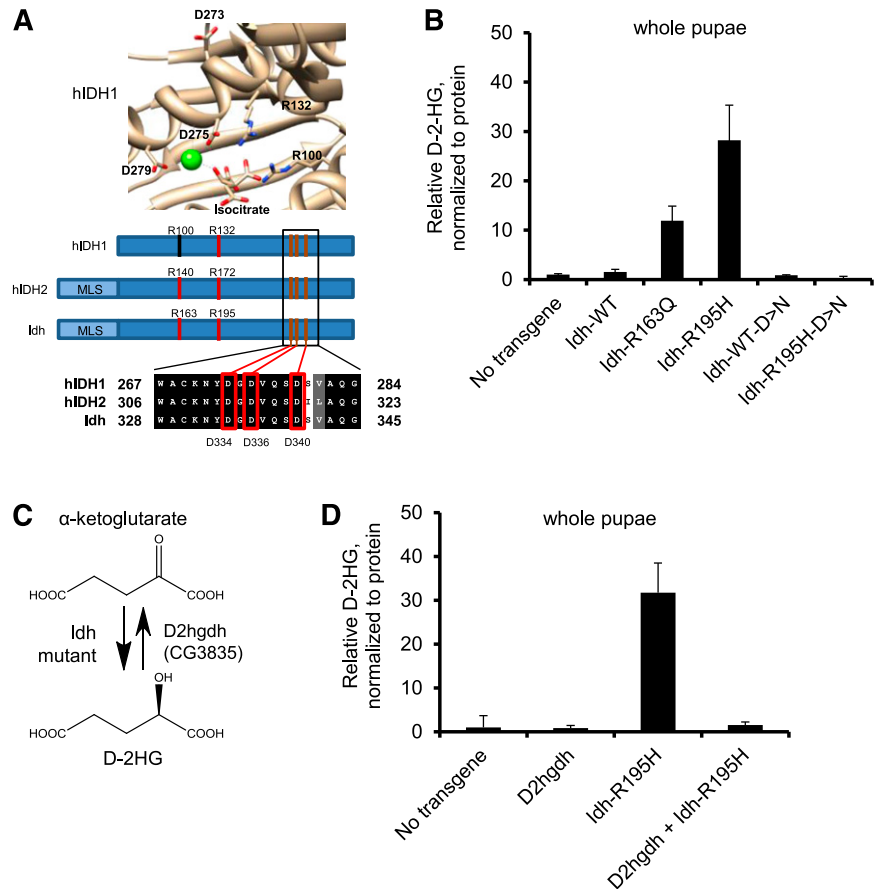 A
hIDH1
D273
R132
D275
D279
R100
Isocitrate
R100 R132
hIDH1
R140 R172
hIDH2 MLS
R163 R195
Idh MLS
hIDH1 267 W A C K N Y D G D V Q S D S V A Q G 284
hIDH2 306 W A C K N Y D G D V Q S D I L A Q G 323
Idh 328 W A C K N Y D G D V Q S D S V A Q G 345
D334 D336 D340
B
whole pupae
Relative D-2-HG,
normalized to protein
50
40
30
20
10
0
No transgene
Idh-WT
Idh-R163Q
Idh-R195H
Idh-WT-D>N
Idh-R195H-D>N
C
α-ketoglutarate
O
HOOC COOH
Idh
mutant
D2hgdh
(CG3835)
OH
HOOC COOH
D-2HG
D
whole pupae
Relative D-2HG,
normalized to protein
50
40
30
20
10
0
No transgene
D2hgdh
Idh-R195H
D2hgdh + Idh-R195H